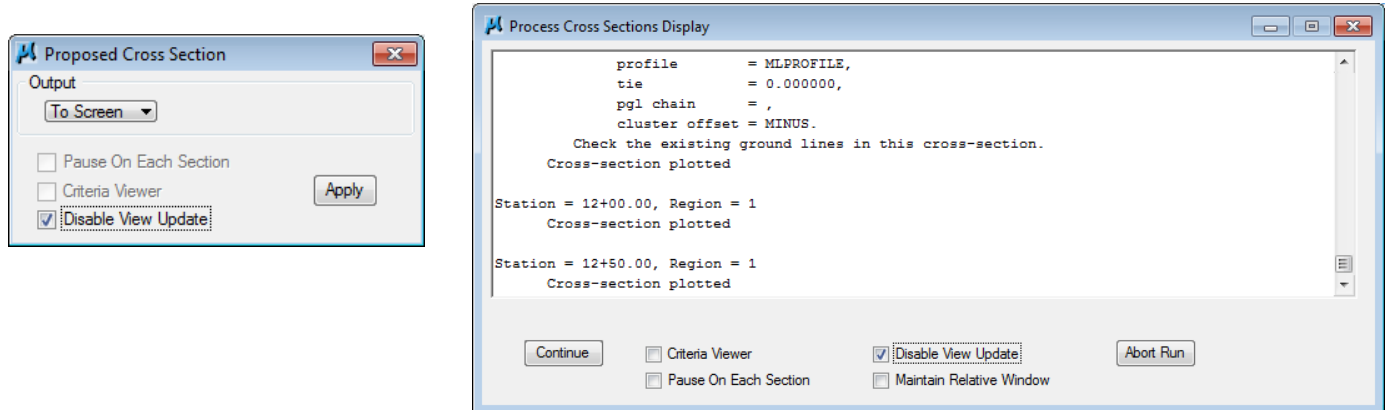 Proposed Cross Section
Output
To Screen
Pause On Each Section
Criteria Viewer
Apply
Disable View Update
Process Cross Sections Display
profile = MLPROFILE,
tie = 0.000000,
pgl chain = ,
cluster offset = MINUS.
Check the existing ground lines in this cross-section.
Cross-section plotted
Station = 12+00.00, Region = 1
Cross-section plotted
Station = 12+50.00, Region = 1
Cross-section plotted
Continue
Criteria Viewer
Disable View Update
Abort Run
Pause On Each Section
Maintain Relative Window